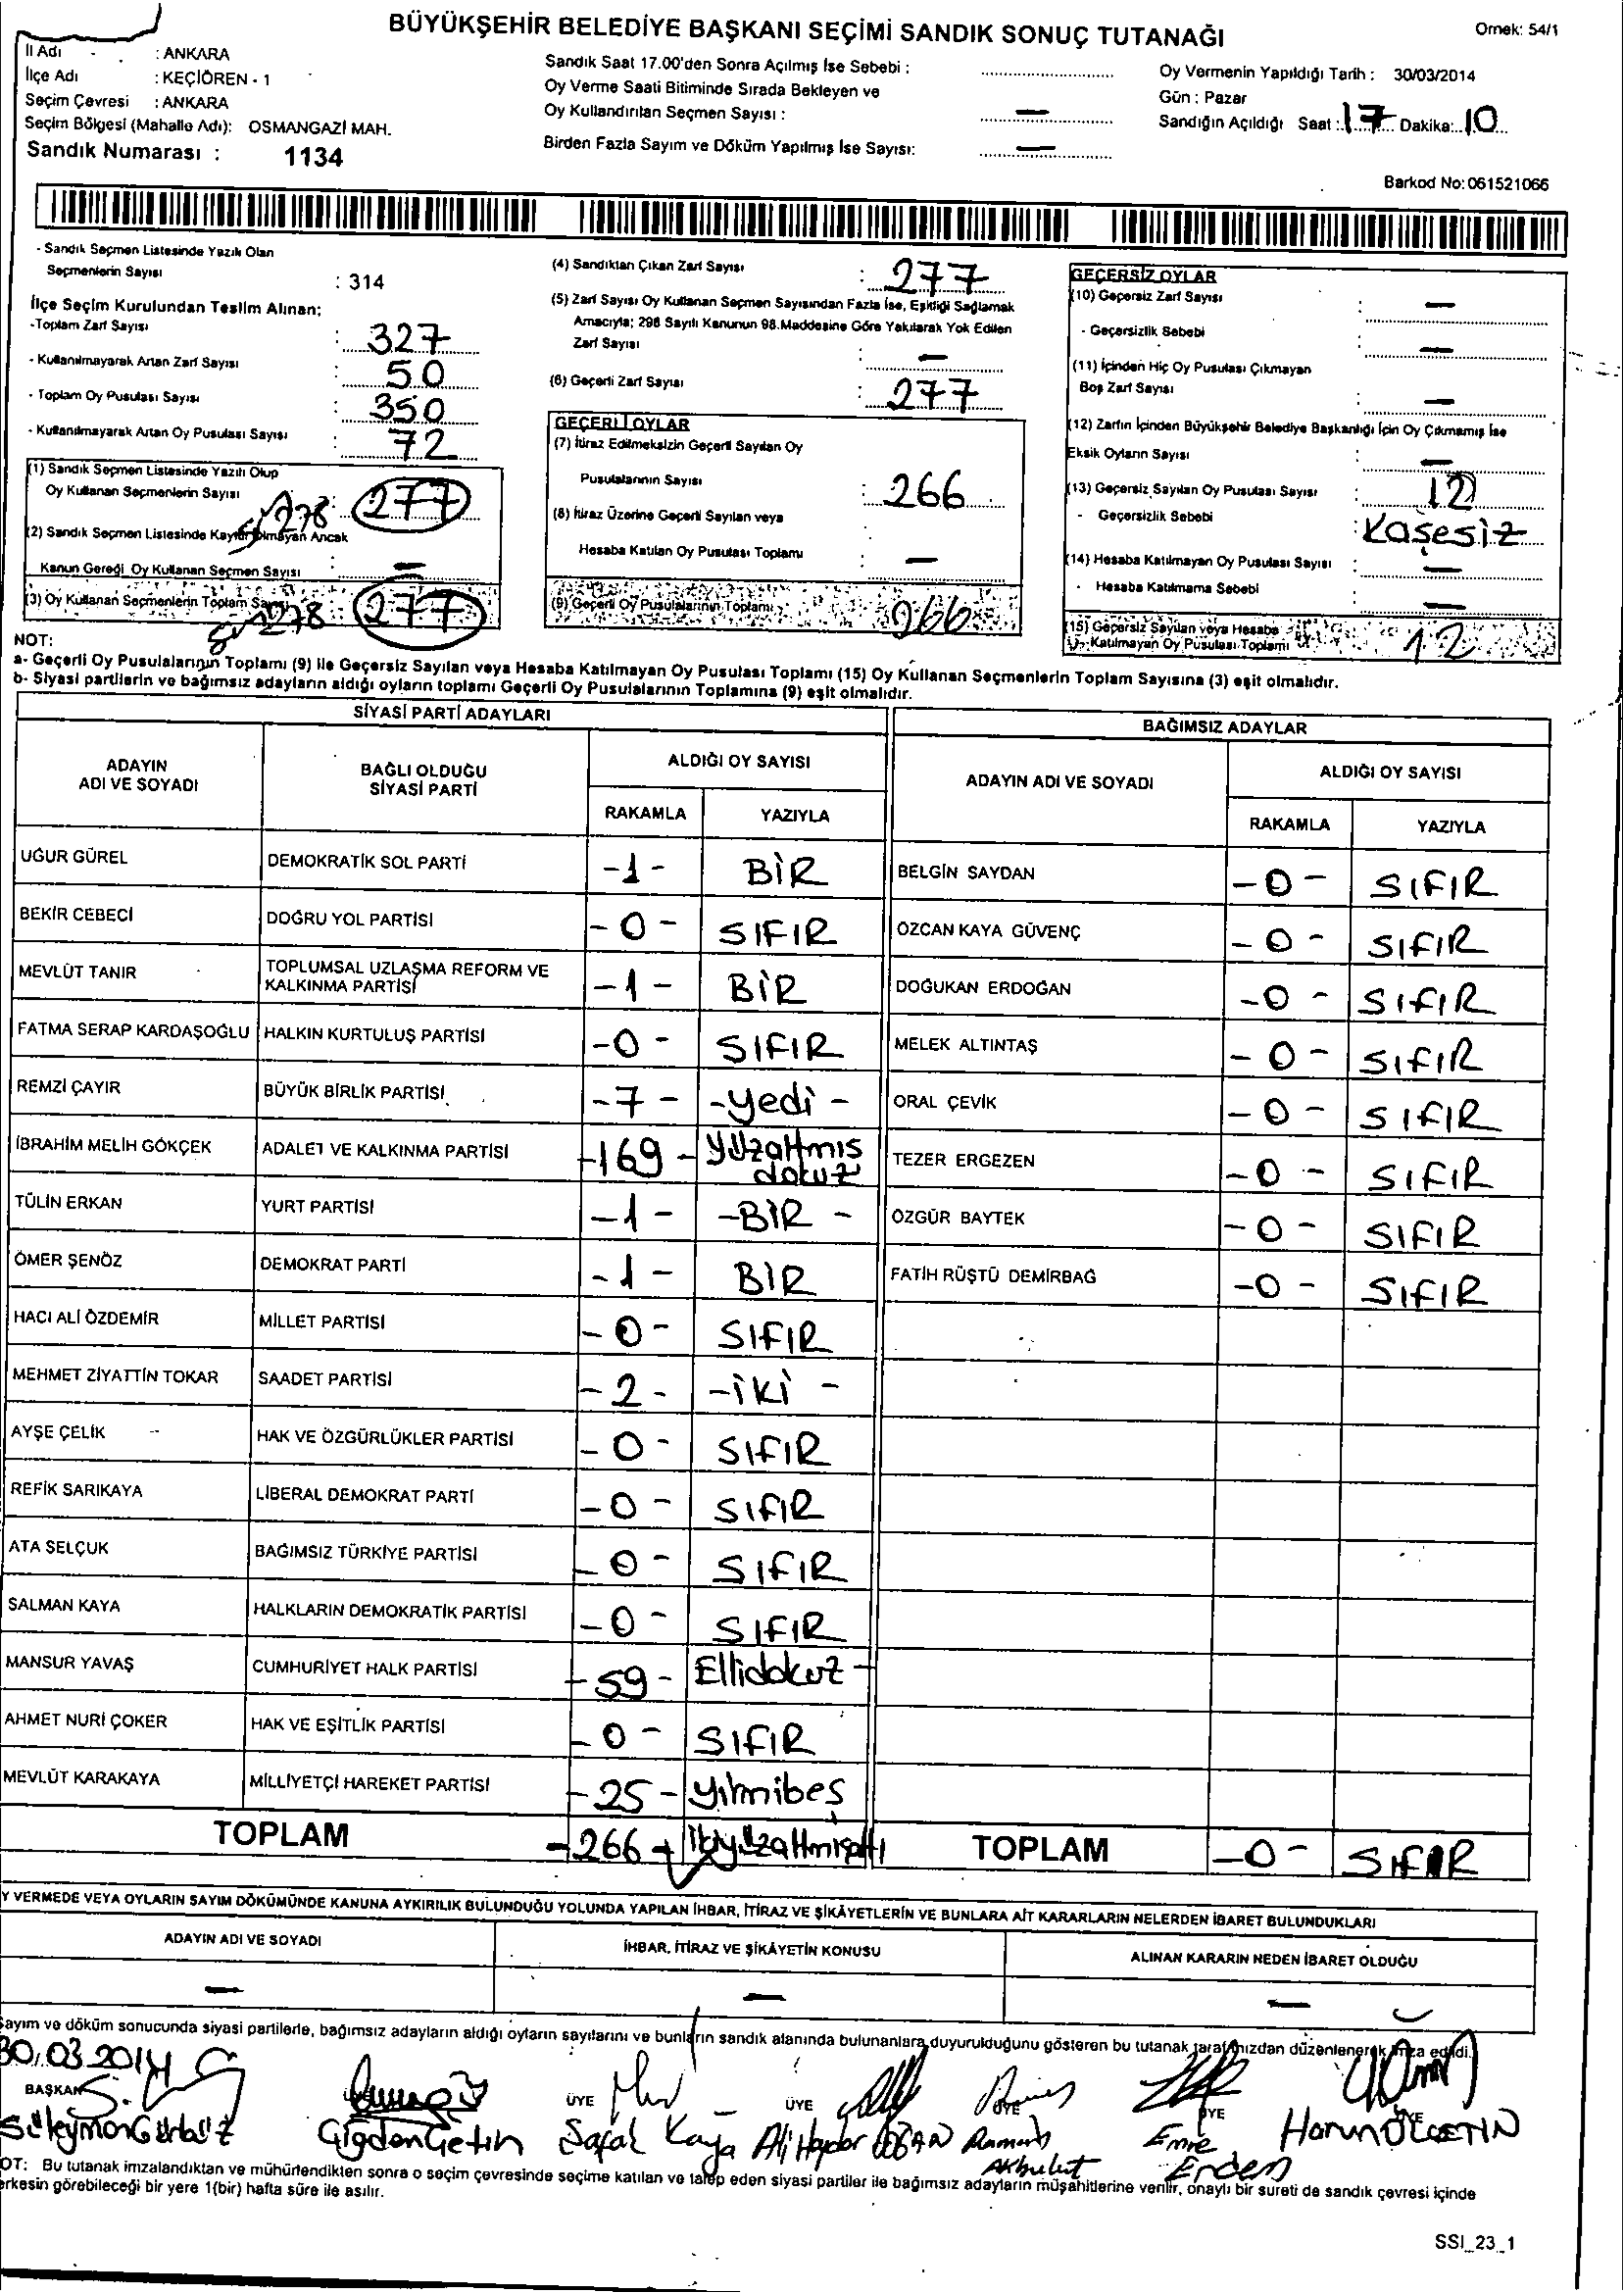 BÜYÜKŞEHİR BELEDİYE BAŞKANI SEÇİMİ SANDIK SONUÇ TUTANAĞI
Örnek: 54/1
İl Adı : ANKARA
İlçe Adı : KEÇİÖREN - 1
Seçim Çevresi : ANKARA
Seçim Bölgesi (Mahalle Adı): OSMANGAZİ MAH.
Sandık Numarası : 1134
Sandık Saat 17.00'den Sonra Açılmış İse Sebebi :
Oy Verme Saati Bitiminde Sırada Bekleyen ve
Oy Kullandırılan Seçmen Sayısı : —
Birden Fazla Sayım ve Döküm Yapılmış İse Sayısı: —
Oy Vermenin Yapıldığı Tarih : 30/03/2014
Gün : Pazar
Sandığın Açıldığı Saat : 17 Dakika: 10
Barkod No: 061521066
- Sandık Seçmen Listesinde Yazılı Olan
Seçmenlerin Sayısı : 314
İlçe Seçim Kurulundan Teslim Alınan:
-Toplam Zarf Sayısı : 327
- Kullanılmayarak Artan Zarf Sayısı : 50
- Toplam Oy Pusulası Sayısı : 350
- Kullanılmayarak Artan Oy Pusulası Sayısı : 72
(1) Sandık Seçmen Listesinde Yazılı Olup
Oy Kullanan Seçmenlerin Sayısı 278 : 277
(2) Sandık Seçmen Listesinde Kayıtlı Olmayan Ancak
Kanun Gereği Oy Kullanan Seçmen Sayısı : —
(3) Oy Kullanan Seçmenlerin Toplam Sayısı 278 : 277
(4) Sandıktan Çıkan Zarf Sayısı : 277
(5) Zarf Sayısı Oy Kullanan Seçmen Sayısından Fazla İse, Eşitliği Sağlamak
Amacıyla; 298 Sayılı Kanunun 98.Maddesine Göre Yakılarak Yok Edilen
Zarf Sayısı : —
(6) Geçerli Zarf Sayısı : 277
GEÇERLİ OYLAR
(7) İtiraz Edilmeksizin Geçerli Sayılan Oy
Pusulalarının Sayısı : 266
(8) İtiraz Üzerine Geçerli Sayılan veya
Hesaba Katılan Oy Pusulası Toplamı : —
(9) Geçerli Oy Pusulalarının Toplamı : 266
GEÇERSİZ OYLAR
(10) Geçersiz Zarf Sayısı : —
- Geçersizlik Sebebi : —
(11) İçinden Hiç Oy Pusulası Çıkmayan
Boş Zarf Sayısı : —
(12) Zarfın İçinden Büyükşehir Belediye Başkanlığı İçin Oy Çıkmamış İse
Eksik Oyların Sayısı : —
(13) Geçersiz Sayılan Oy Pusulası Sayısı : 12
- Geçersizlik Sebebi : Kaşesiz
(14) Hesaba Katılmayan Oy Pusulası Sayısı : —
- Hesaba Katılmama Sebebi : —
(15) Geçersiz Sayılan veya Hesaba
Katılmayan Oy Pusulası Toplamı : 12
NOT:
a- Geçerli Oy Pusulalarının Toplamı (9) ile Geçersiz Sayılan veya Hesaba Katılmayan Oy Pusulası Toplamı (15) Oy Kullanan Seçmenlerin Toplam Sayısına (3) eşit olmalıdır.
b- Siyasi partilerin ve bağımsız adayların aldığı oyların toplamı Geçerli Oy Pusulalarının Toplamına (9) eşit olmalıdır.
SİYASİ PARTİ ADAYLARI
BAĞIMSIZ ADAYLAR
ADAYIN ADI VE SOYADI
BAĞLI OLDUĞU SİYASİ PARTİ
ALDIĞI OY SAYISI
RAKAMLA YAZIYLA
ADAYIN ADI VE SOYADI
ALDIĞI OY SAYISI
RAKAMLA YAZIYLA
UĞUR GÜREL DEMOKRATİK SOL PARTİ -1- BİR BELGİN SAYDAN -0- SIFIR
BEKİR CEBECİ DOĞRU YOL PARTİSİ -0- SIFIR ÖZCAN KAYA GÜVENÇ -0- SIFIR
MEVLÜT TANIR TOPLUMSAL UZLAŞMA REFORM VE KALKINMA PARTİSİ -1- BİR DOĞUKAN ERDOĞAN -0- SIFIR
FATMA SERAP KARDAŞOĞLU HALKIN KURTULUŞ PARTİSİ -0- SIFIR MELEK ALTINTAŞ -0- SIFIR
REMZİ ÇAYIR BÜYÜK BİRLİK PARTİSİ -7- -yedi- ORAL ÇEVİK -0- SIFIR
İBRAHİM MELİH GÖKÇEK ADALET VE KALKINMA PARTİSİ -169- yüzaltmış dokuz TEZER ERGEZEN -0- SIFIR
TÜLİN ERKAN YURT PARTİSİ -1- -BİR- ÖZGÜR BAYTEK -0- SIFIR
ÖMER ŞENÖZ DEMOKRAT PARTİ -1- BİR FATİH RÜŞTÜ DEMİRBAĞ -0- SIFIR
HACI ALİ ÖZDEMİR MİLLET PARTİSİ -0- SIFIR
MEHMET ZİYATTİN TOKAR SAADET PARTİSİ -2- -iki-
AYŞE ÇELİK HAK VE ÖZGÜRLÜKLER PARTİSİ -0- SIFIR
REFİK SARIKAYA LİBERAL DEMOKRAT PARTİ -0- SIFIR
ATA SELÇUK BAĞIMSIZ TÜRKİYE PARTİSİ -0- SIFIR
SALMAN KAYA HALKLARIN DEMOKRATİK PARTİSİ -0- SIFIR
MANSUR YAVAŞ CUMHURİYET HALK PARTİSİ -59- Ellidokuz-
AHMET NURİ ÇOKER HAK VE EŞİTLİK PARTİSİ -0- SIFIR
MEVLÜT KARAKAYA MİLLİYETÇİ HAREKET PARTİSİ -25- yirmibeş
TOPLAM -266- ikiyüzaltmışaltı TOPLAM -0- SIFIR
Y VERMEDE VEYA OYLARIN SAYIM DÖKÜMÜNDE KANUNA AYKIRILIK BULUNDUĞU YOLUNDA YAPILAN İHBAR, İTİRAZ VE ŞİKÂYETLERİN VE BUNLARA AİT KARARLARIN NELERDEN İBARET BULUNDUKLARI
ADAYIN ADI VE SOYADI İHBAR, İTİRAZ VE ŞİKÂYETİN KONUSU ALINAN KARARIN NEDEN İBARET OLDUĞU
— — —
Sayım ve döküm sonucunda siyasi partilerle, bağımsız adayların aldığı oyların sayılarını ve bunların sandık alanında bulunanlara duyurulduğunu gösteren bu tutanak tarafımızdan düzenlenerek imza edildi.
30.03.2014
BAŞKAN ÜYE ÜYE ÜYE ÜYE ÜYE
Süleyman Gürbüz Çiğdem Çetin Şafak Kaya Ali Haydar DOĞAN Ramazan Akbulut Emre Erden Harun ÖZÇETİN
OT: Bu tutanak imzalandıktan ve mühürlendikten sonra o seçim çevresinde seçime katılan ve talep eden siyasi partiler ile bağımsız adayların müşahitlerine verilir, onaylı bir sureti de sandık çevresi içinde
erkesin görebileceği bir yere 1(bir) hafta süre ile asılır.
SSI_23_1